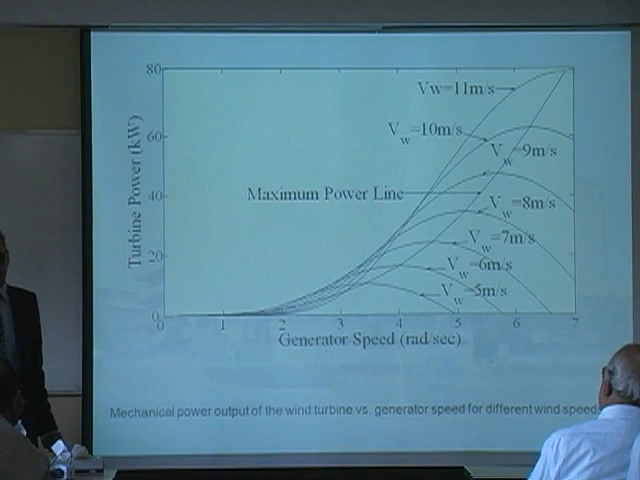 80
Vw=11m/s
Vw=10m/s
60
Vw=9m/s
Turbine Power (kW)
40
Maximum Power Line
Vw=8m/s
Vw=7m/s
20
Vw=6m/s
Vw=5m/s
0
0 1 2 3 4 5 6 7
Generator Speed (rad/sec)
Mechanical power output of the wind turbine vs. generator speed for different wind speed